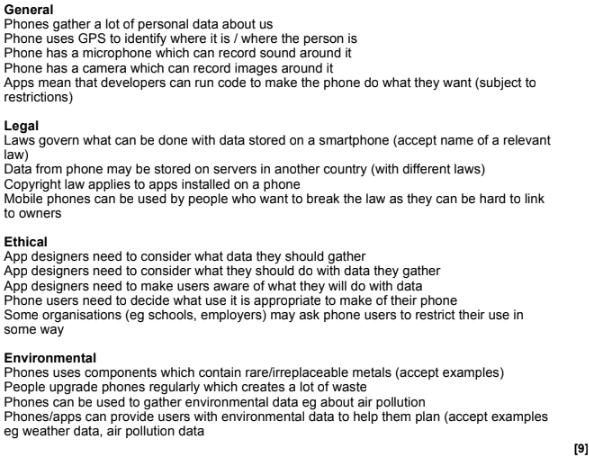 General
Phones gather a lot of personal data about us
Phone uses GPS to identify where it is / where the person is
Phone has a microphone which can record sound around it
Phone has a camera which can record images around it
Apps mean that developers can run code to make the phone do what they want (subject to
restrictions)
Legal
Laws govern what can be done with data stored on a smartphone (accept name of a relevant
law)
Data from phone may be stored on servers in another country (with different laws)
Copyright law applies to apps installed on a phone
Mobile phones can be used by people who want to break the law as they can be hard to link
to owners
Ethical
App designers need to consider what data they should gather
App designers need to consider what they should do with data they gather
App designers need to make users aware of what they will do with data
Phone users need to decide what use it is appropriate to make of their phone
Some organisations (eg schools, employers) may ask phone users to restrict their use in
some way
Environmental
Phones uses components which contain rare/irreplaceable metals (accept examples)
People upgrade phones regularly which creates a lot of waste
Phones can be used to gather environmental data eg about air pollution
Phones/apps can provide users with environmental data to help them plan (accept examples
eg weather data, air pollution data
[9]